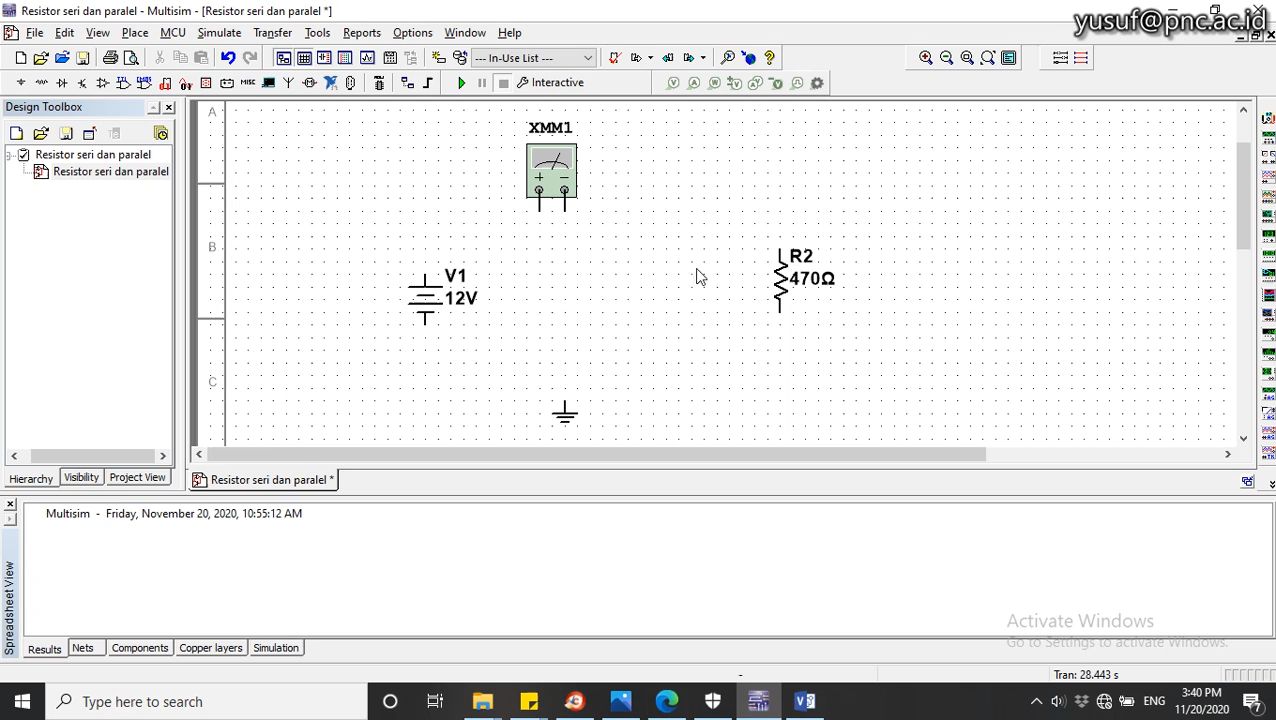 Resistor seri dan paralel - Multisim - [Resistor seri dan paralel *]
yusuf@pnc.ac.id
File Edit View Place MCU Simulate Transfer Tools Reports Options Window Help
--- In-Use List ---
Interactive
Design Toolbox
Resistor seri dan paralel
Resistor seri dan paralel
Hierarchy Visibility Project View
A
B
C
XMM1
V1
12V
R2
470Ω
Resistor seri dan paralel *
Multisim - Friday, November 20, 2020, 10:55:12 AM
Spreadsheet View
Results Nets Components Copper layers Simulation
Activate Windows
Go to Settings to activate Windows.
- Tran: 28.443 s
Type here to search
ENG
3:40 PM
11/20/2020
7